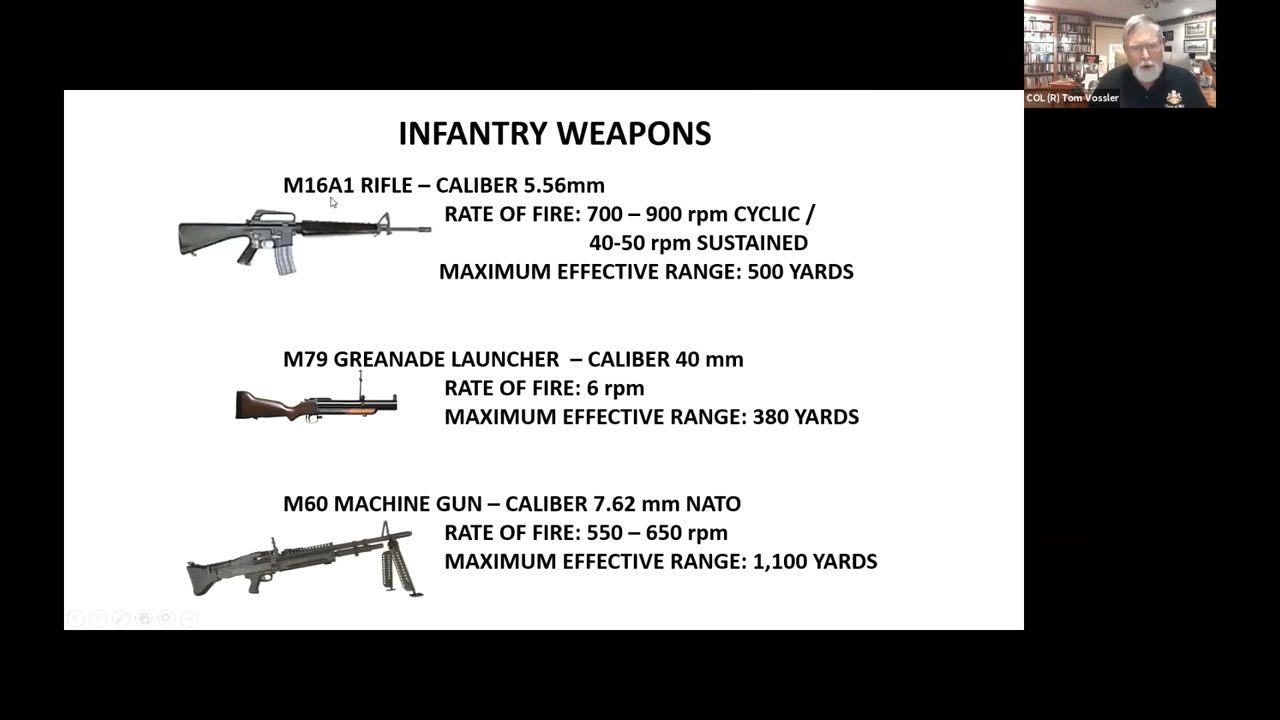 COL (R) Tom Vossler
INFANTRY WEAPONS
M16A1 RIFLE – CALIBER 5.56mm
RATE OF FIRE: 700 – 900 rpm CYCLIC /
40-50 rpm SUSTAINED
MAXIMUM EFFECTIVE RANGE: 500 YARDS
M79 GREANADE LAUNCHER – CALIBER 40 mm
RATE OF FIRE: 6 rpm
MAXIMUM EFFECTIVE RANGE: 380 YARDS
M60 MACHINE GUN – CALIBER 7.62 mm NATO
RATE OF FIRE: 550 – 650 rpm
MAXIMUM EFFECTIVE RANGE: 1,100 YARDS